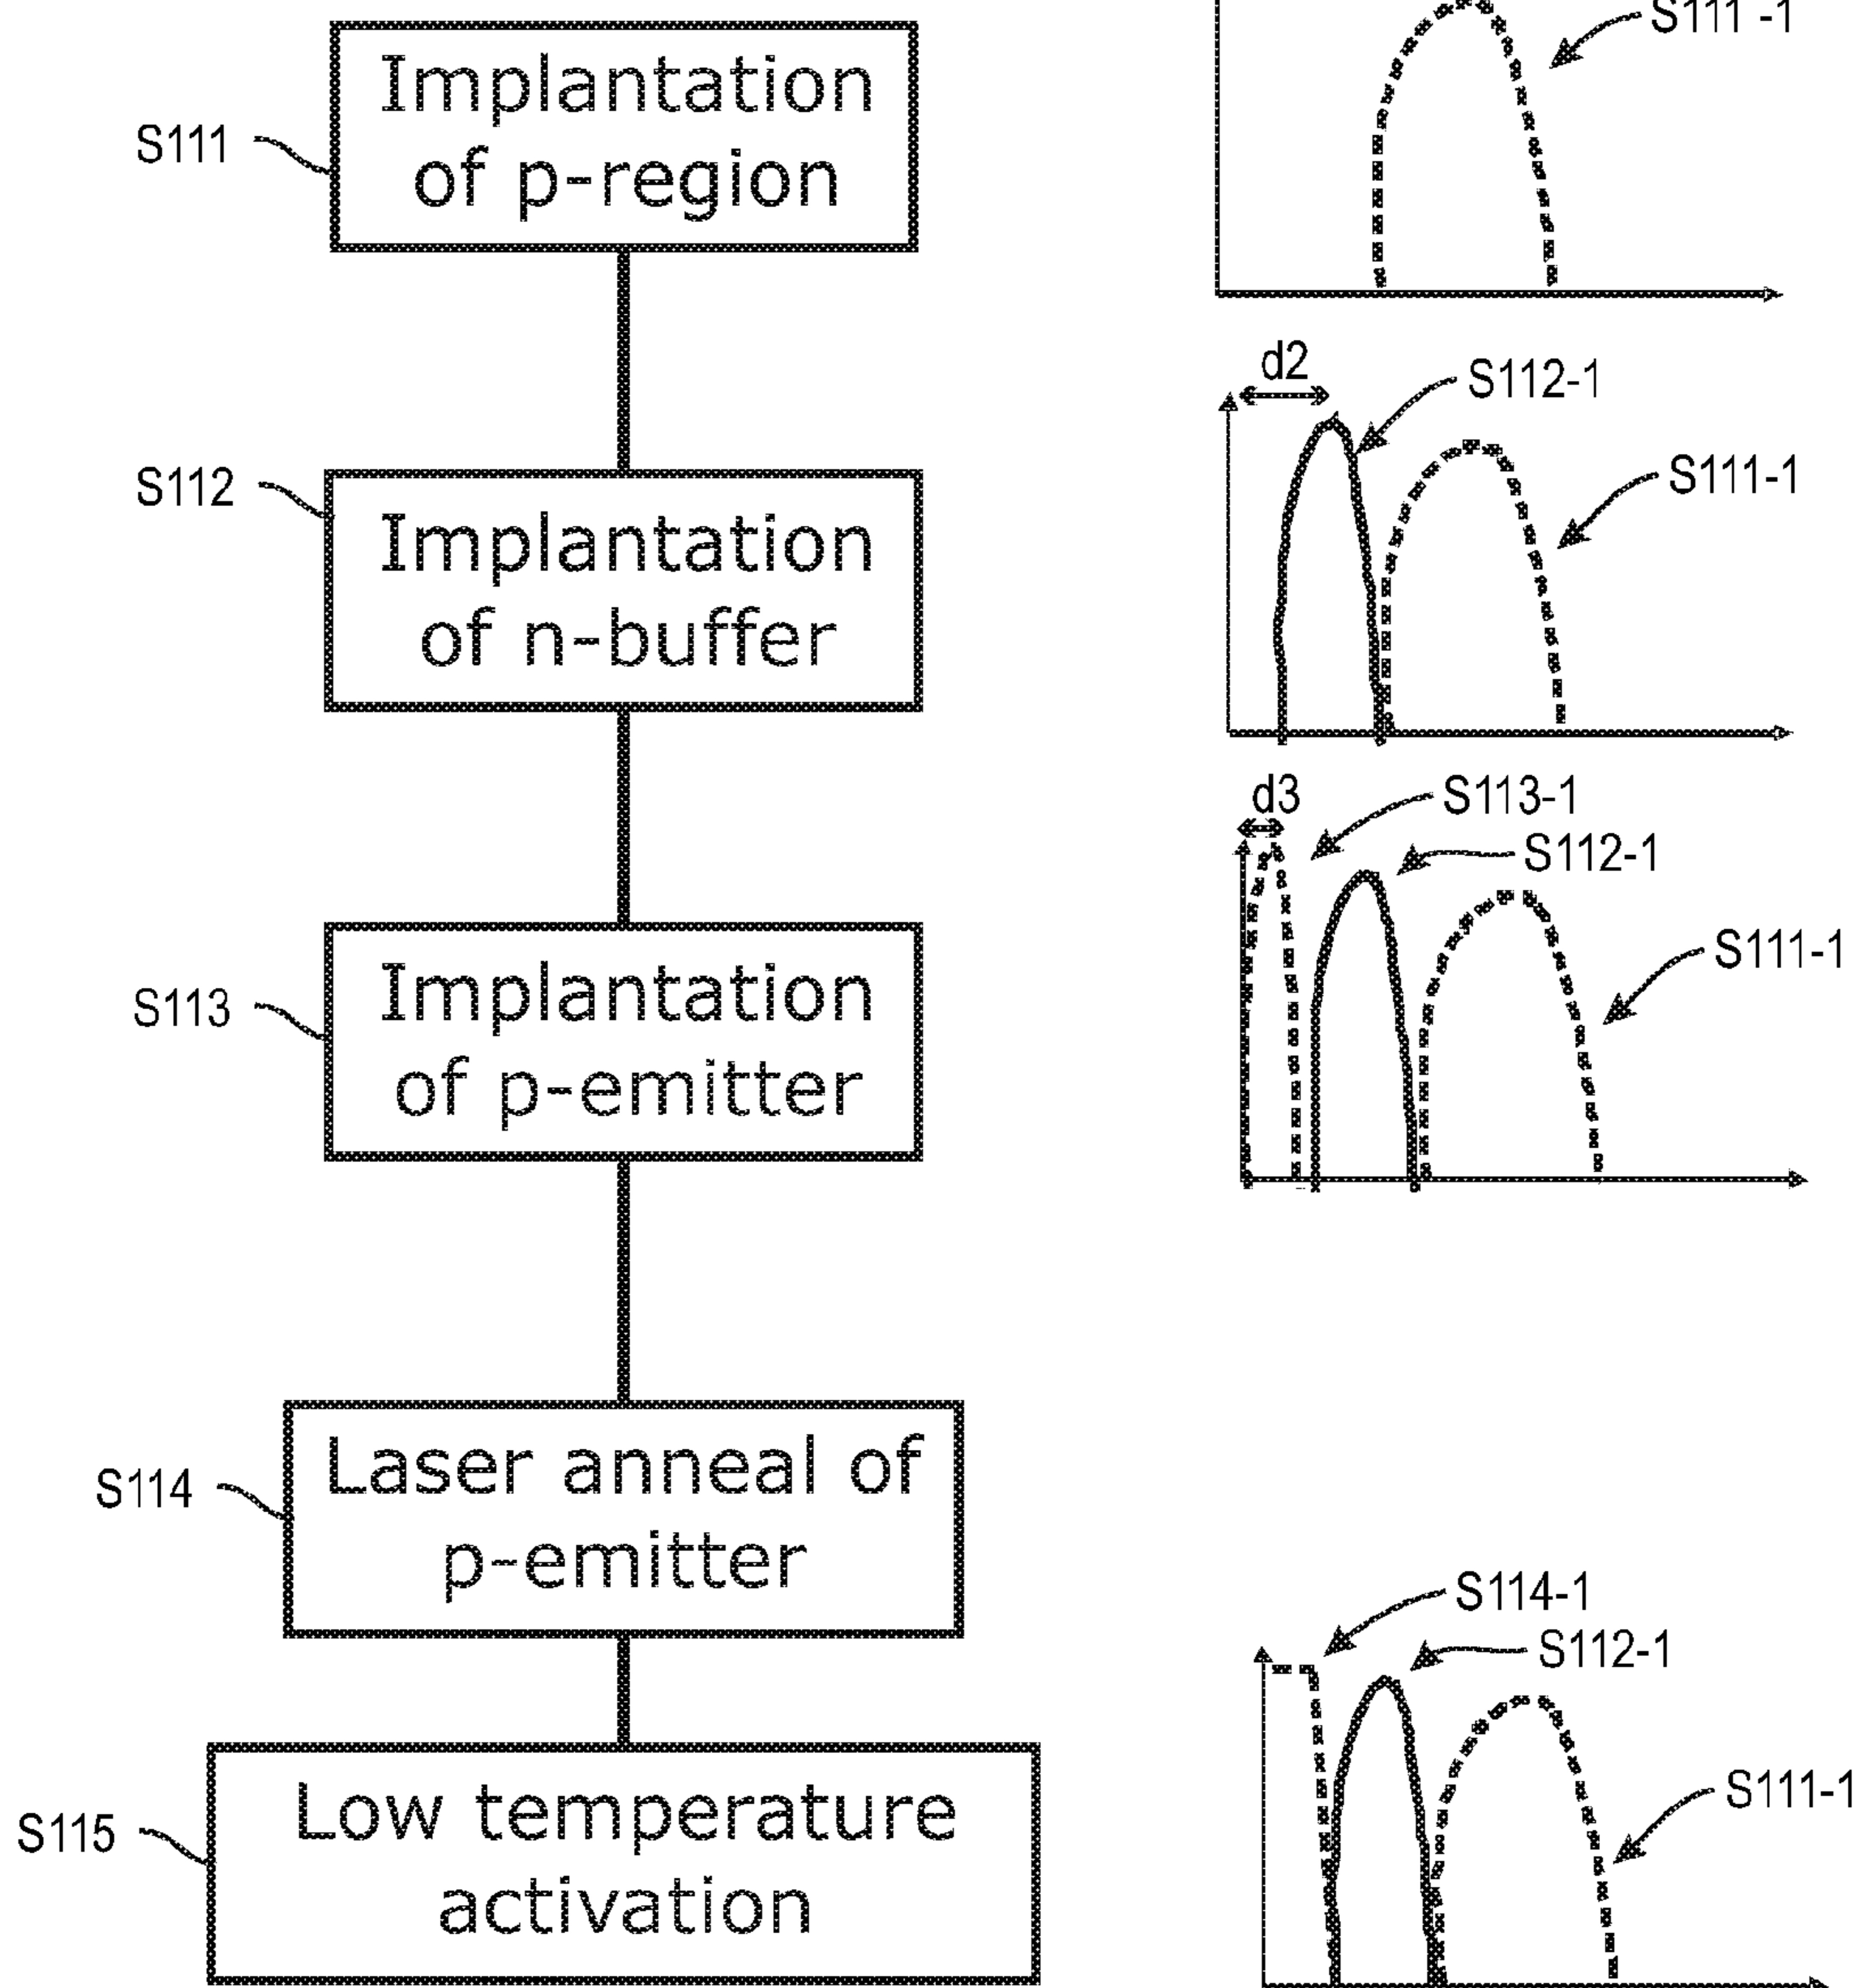 S111 -1
S111
Implantation
of p-region
d2
S112-1
S111-1
S112
Implantation
of n-buffer
d3
S113-1
S112-1
S111-1
S113
Implantation
of p-emitter
S114
Laser anneal of
p-emitter
S114-1
S112-1
S111-1
S115
Low temperature
activation